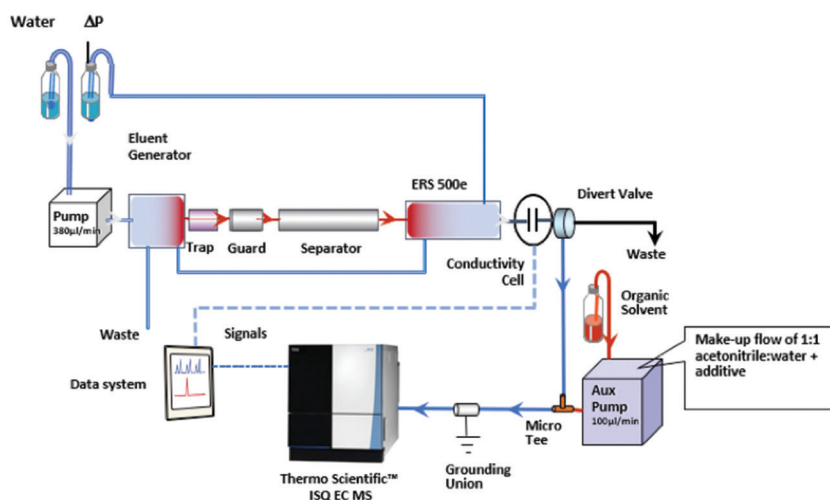 Water
ΔP
Eluent
Generator
ERS 500e
Divert Valve
Pump
380µl/min
Trap
Guard
Separator
Conductivity
Cell
Waste
Organic
Solvent
Waste
Signals
Make-up flow of 1:1
acetonitrile:water +
additive
Data system
Aux
Pump
100µl/min
Micro
Tee
Grounding
Union
Thermo Scientific™
ISQ EC MS